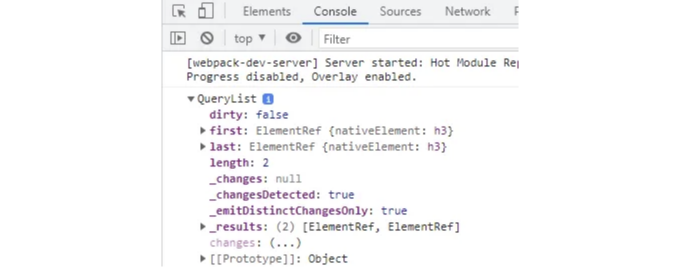 Elements Console Sources Network
top ▼ Filter
[webpack-dev-server] Server started: Hot Module Rep
Progress disabled, Overlay enabled.
▼QueryList i
dirty: false
▶ first: ElementRef {nativeElement: h3}
▶ last: ElementRef {nativeElement: h3}
length: 2
_changes: null
_changesDetected: true
_emitDistinctChangesOnly: true
▶ _results: (2) [ElementRef, ElementRef]
changes: (...)
▶ [[Prototype]]: Object